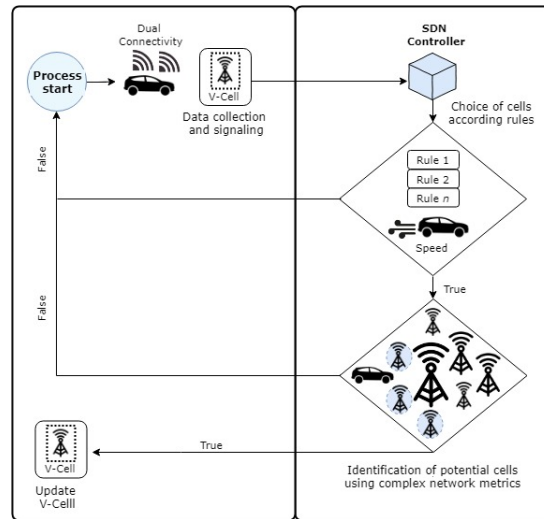 Dual
Connectivity
Process
start
V-Cell
Data collection
and signaling
SDN
Controller
Choice of cells
according rules
Rule 1
Rule 2
Rule n
Speed
False
True
False
True
V-Cell
Update
V-Celll
Identification of potential cells
using complex network metrics